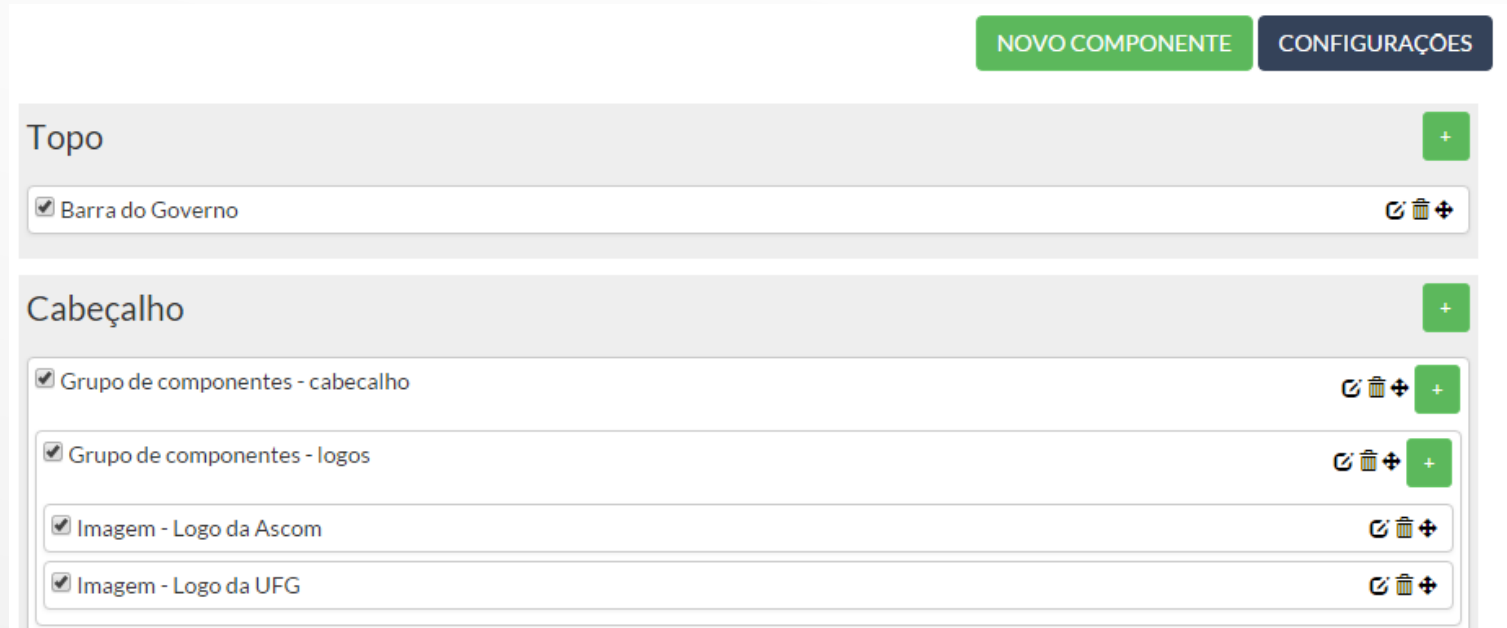 NOVO COMPONENTE CONFIGURAÇÕES
Topo +
Barra do Governo
Cabeçalho +
Grupo de componentes - cabecalho +
Grupo de componentes - logos +
Imagem - Logo da Ascom
Imagem - Logo da UFG